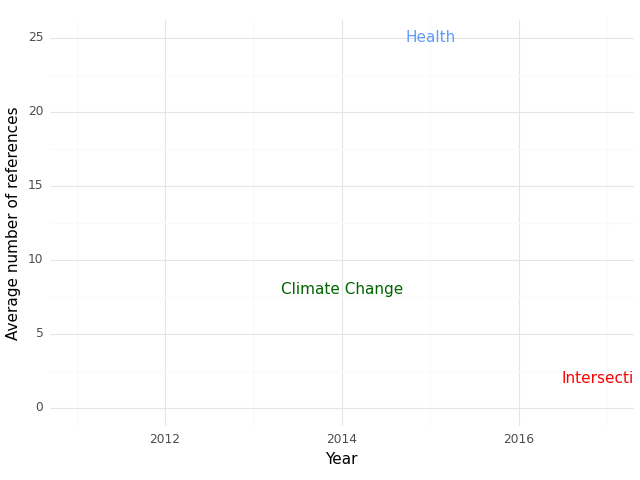 25
Health
20
15
10
Climate Change
5
Intersecti
0
2012
2014
2016
Year
Average number of references